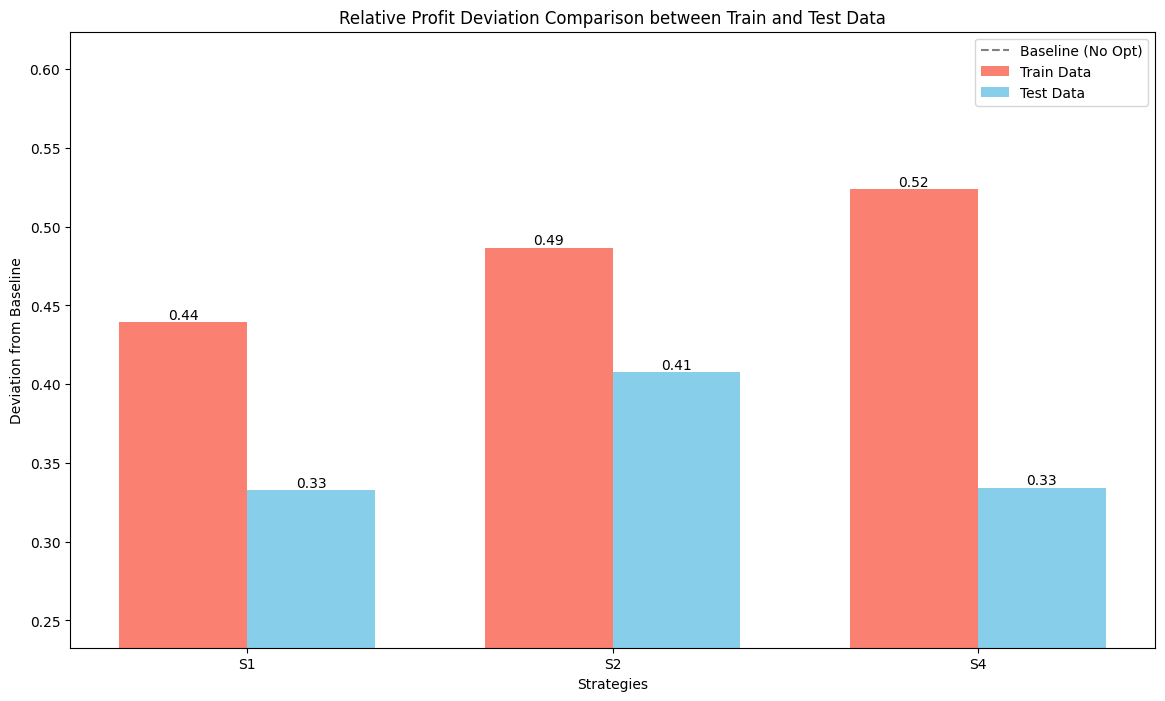 Relative Profit Deviation Comparison between Train and Test Data
Baseline (No Opt)
Train Data
Test Data
Deviation from Baseline
0.60
0.55
0.50
0.45
0.40
0.35
0.30
0.25
0.44
0.33
0.49
0.41
0.52
0.33
S1
S2
S4
Strategies